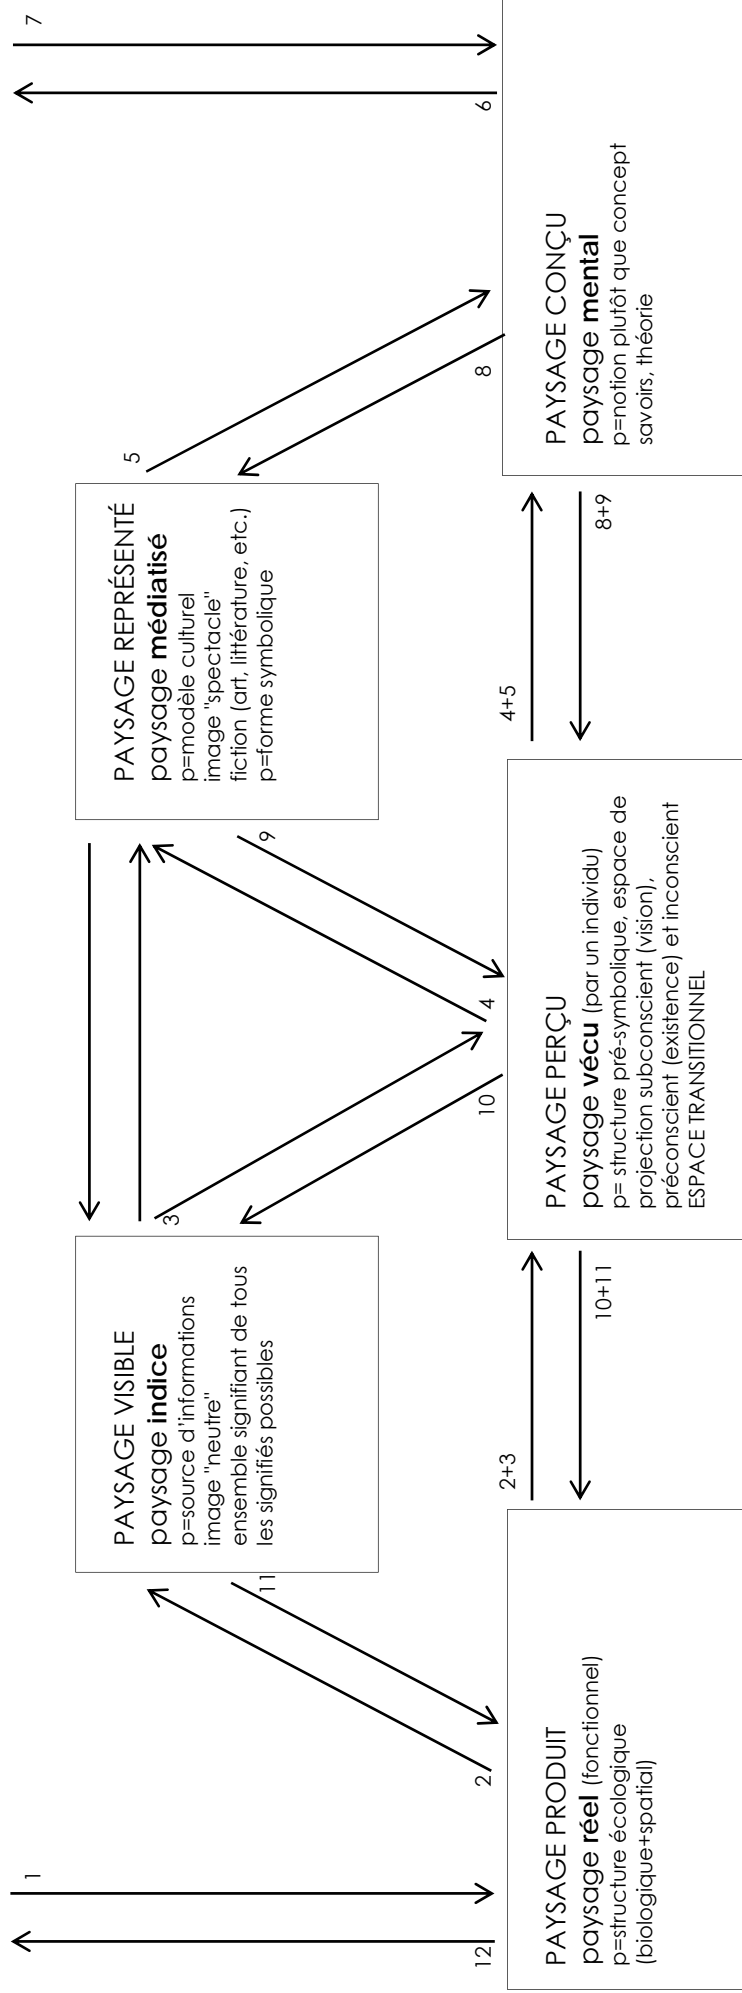 PAYSAGE VISIBLE
paysage indice
p=source d'informations
image "neutre"
ensemble signifiant de tous
les signifiés possibles
PAYSAGE REPRÉSENTÉ
paysage médiatisé
p=modèle culturel
image "spectacle"
fiction (art, littérature, etc.)
p=forme symbolique
1
12
2
11
3
10
4
9
5
8
7
6
2+3
10+11
4+5
8+9
PAYSAGE PRODUIT
paysage réel (fonctionnel)
p=structure écologique
(biologique+spatial)
PAYSAGE PERÇU
paysage vécu (par un individu)
p= structure pré-symbolique, espace de
projection subconscient (vision),
préconscient (existence) et inconscient
ESPACE TRANSITIONNEL
PAYSAGE CONÇU
paysage mental
p=notion plutôt que concept
savoirs, théorie